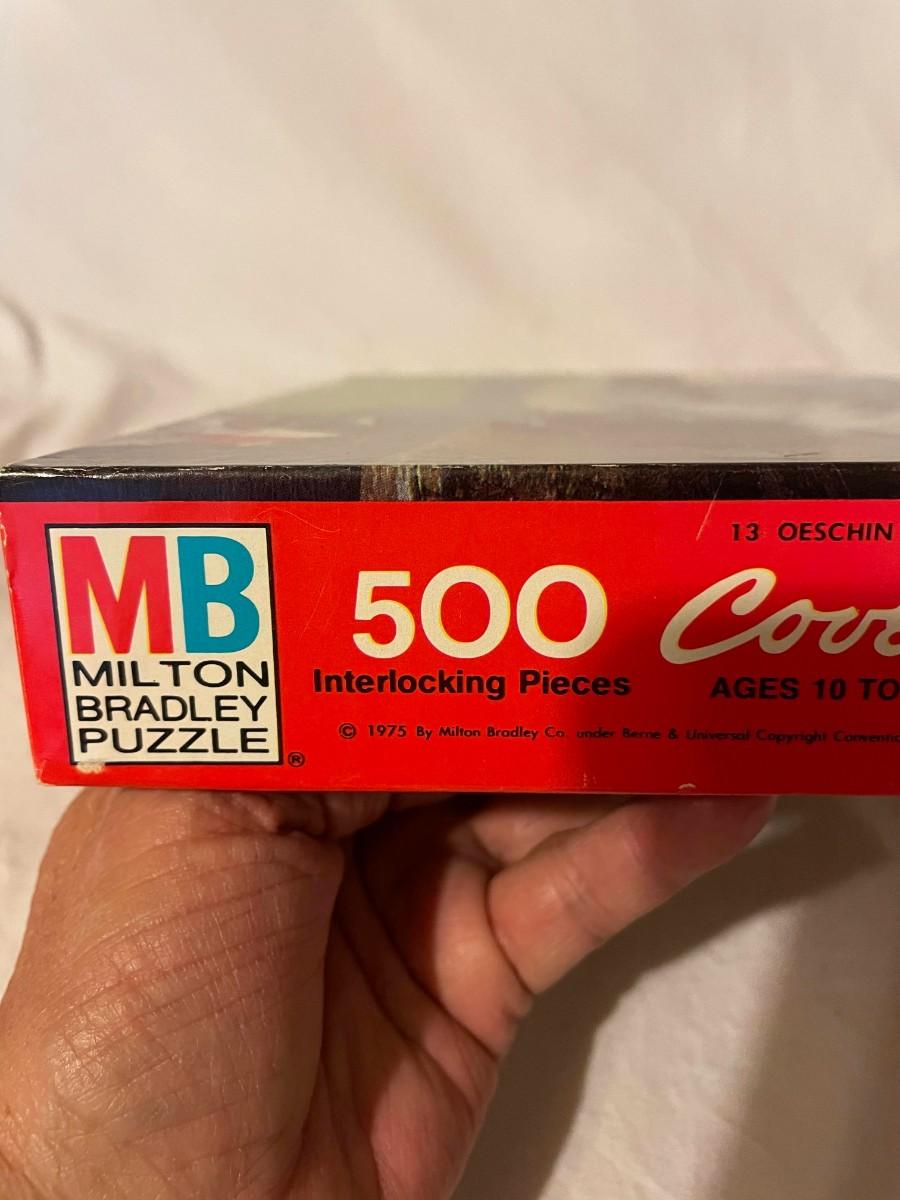 MB
MILTON
BRADLEY
PUZZLE
®
500
Interlocking Pieces
13 OESCHIN
AGES 10 TO
© 1975 By Milton Bradley Co. under Berne & Universal Copyright